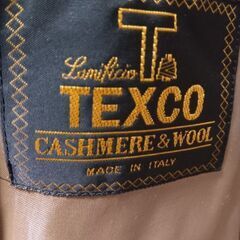 Lanificio T
TEXCO
CASHMERE & WOOL
MADE IN ITALY